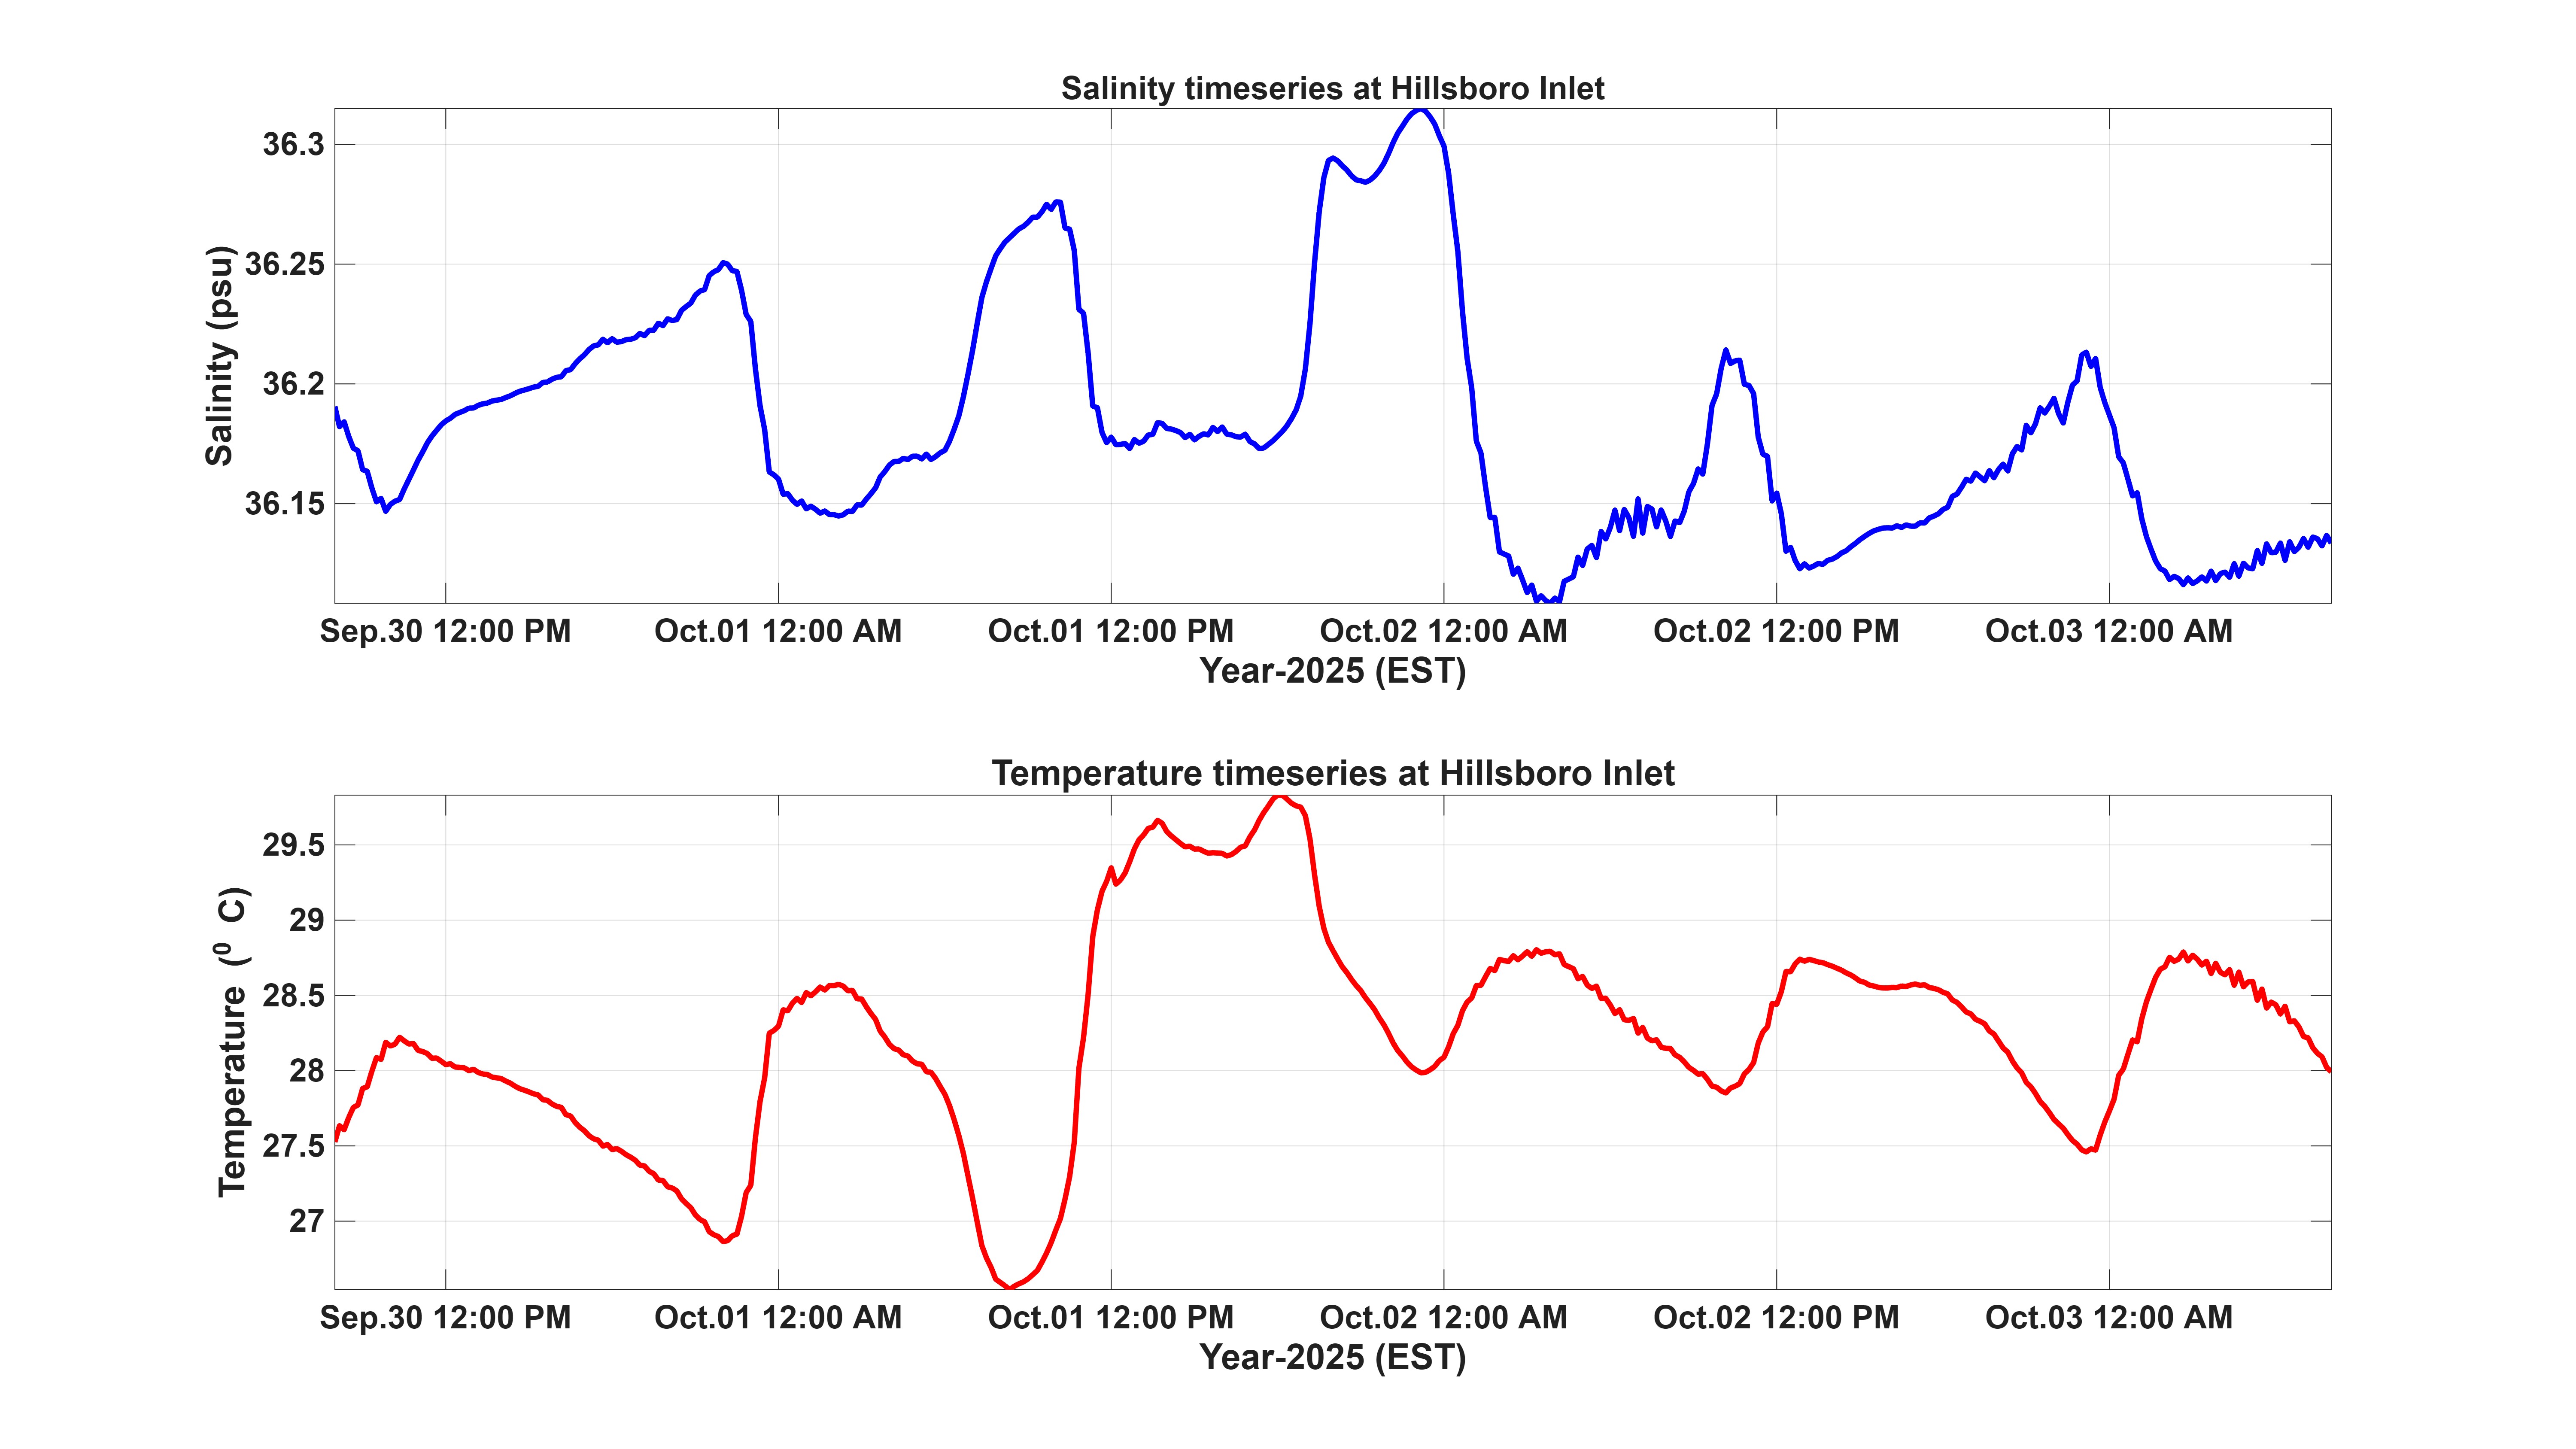 Salinity timeseries at Hillsboro Inlet
Salinity (psu)
36.3
36.25
36.2
36.15
Sep.30 12:00 PM Oct.01 12:00 AM Oct.01 12:00 PM Oct.02 12:00 AM Oct.02 12:00 PM Oct.03 12:00 AM
Year-2025 (EST)
Temperature timeseries at Hillsboro Inlet
Temperature (⁰ C)
29.5
29
28.5
28
27.5
27
Sep.30 12:00 PM Oct.01 12:00 AM Oct.01 12:00 PM Oct.02 12:00 AM Oct.02 12:00 PM Oct.03 12:00 AM
Year-2025 (EST)